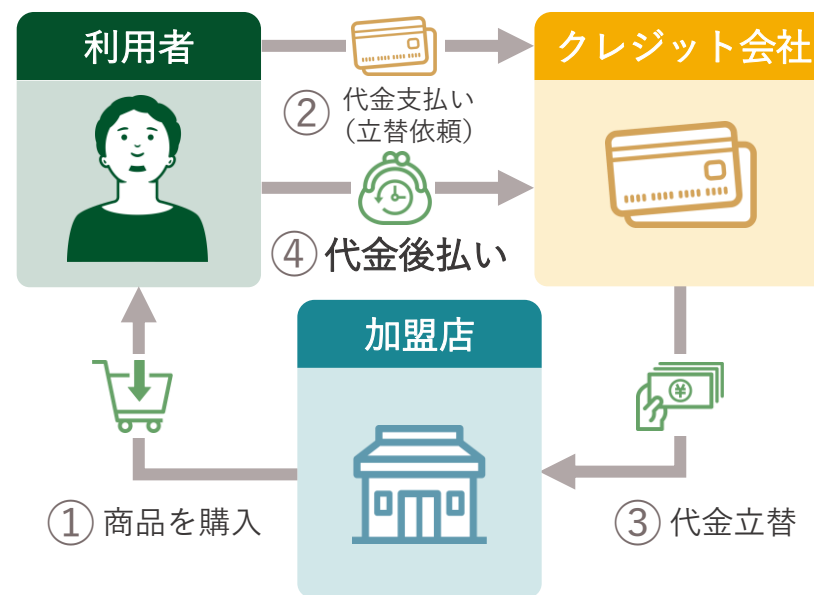 利用者
クレジット会社
② 代金支払い
（立替依頼）
④ 代金後払い
加盟店
¥
① 商品を購入
③ 代金立替